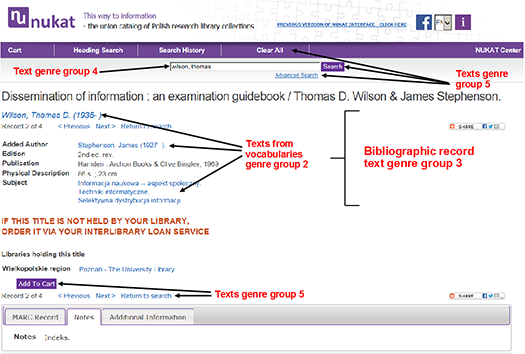 nukat
This way to information
- the union catalog of Polish research library collections
PREVIOUS VERSION OF NUKAT INTERFACE : CLICK HERE
f
EN
i
Cart Heading Search Search History Clear All NUKAT Center
Text genre group 4
wilson, thomas
Search
Advanced Search
Texts genre
group 5
Dissemination of information : an examination guidebook / Thomas D. Wilson & James Stephenson.
Wilson, Thomas D. (1935- )
Record 2 of 4 < Previous Next > Return to search
SHARE
Added Author Stephenson, James (1927- ).
Edition 2nd ed. rev.
Publication Hamden : Archon Books & Clive Bingley, 1969.
Physical Description 86 s. ; 23 cm.
Subject Informacja naukowa -- aspekt społeczny.
Techniki informatyczne.
Selektywna dystrybucja informacji.
Texts from
vocabularies
genre group 2
Bibliographic record
text genre group 3
IF THIS TITLE IS NOT HELD BY YOUR LIBRARY,
ORDER IT VIA YOUR INTERLIBRARY LOAN SERVICE
Libraries holding this title
Wielkopolskie region Poznań - The University Library
Add To Cart
Record 2 of 4 < Previous Next > Return to search
Texts genre group 5
SHARE
MARC Record Notes Additional Information
Notes Indeks.